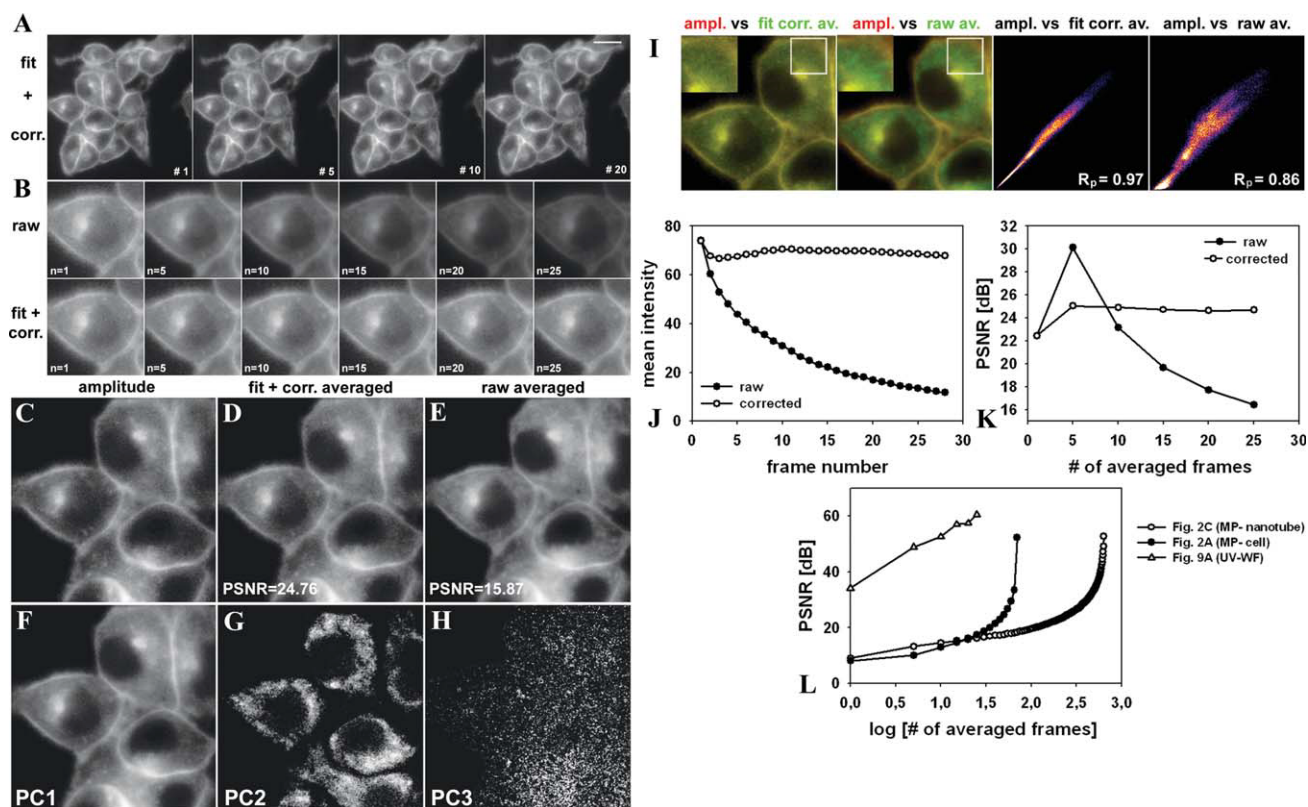 A
fit
+
corr.
# 1
# 5
# 10
# 20
B
raw
n=1
n=5
n=10
n=15
n=20
n=25
fit +
corr.
n=1
n=5
n=10
n=15
n=20
n=25
amplitude
fit + corr. averaged
raw averaged
C
D
PSNR=24.76
E
PSNR=15.87
F
PC1
G
PC2
H
PC3
ampl. vs fit corr. av.
ampl. vs raw av.
ampl. vs fit corr. av.
ampl. vs raw av.
I
Rp = 0.97
Rp = 0.86
80
60
40
20
0
mean intensity
raw
corrected
J
0 5 10 15 20 25 30
frame number
32
30
28
26
24
22
20
18
16
PSNR [dB]
raw
corrected
K
0 5 10 15 20 25 30
# of averaged frames
60
40
20
0
PSNR [dB]
L
0,0 0,5 1,0 1,5 2,0 2,5 3,0
log [# of averaged frames]
Fig. 2C (MP- nanotube)
Fig. 2A (MP- cell)
Fig. 9A (UV-WF)